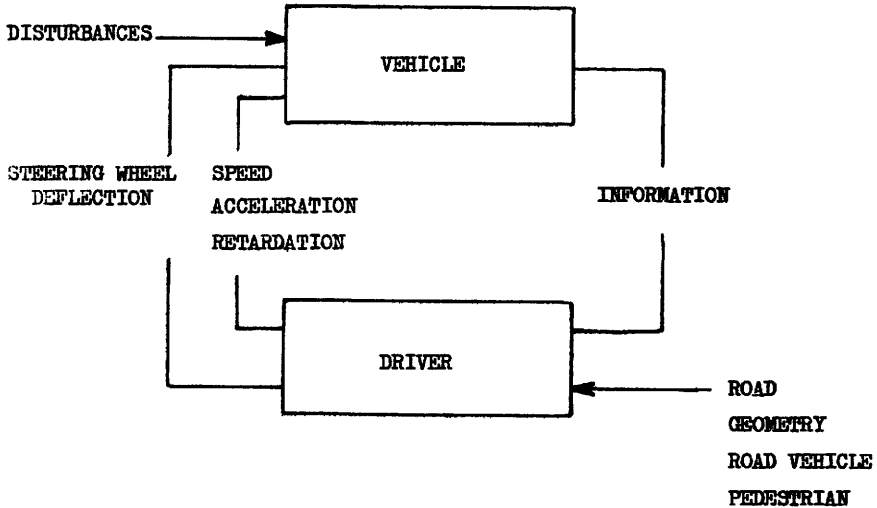 DISTURBANCES
VEHICLE
STEERING WHEEL
DEFLECTION
SPEED
ACCELERATION
RETARDATION
INFORMATION
DRIVER
ROAD
GEOMETRY
ROAD VEHICLE
PEDESTRIAN